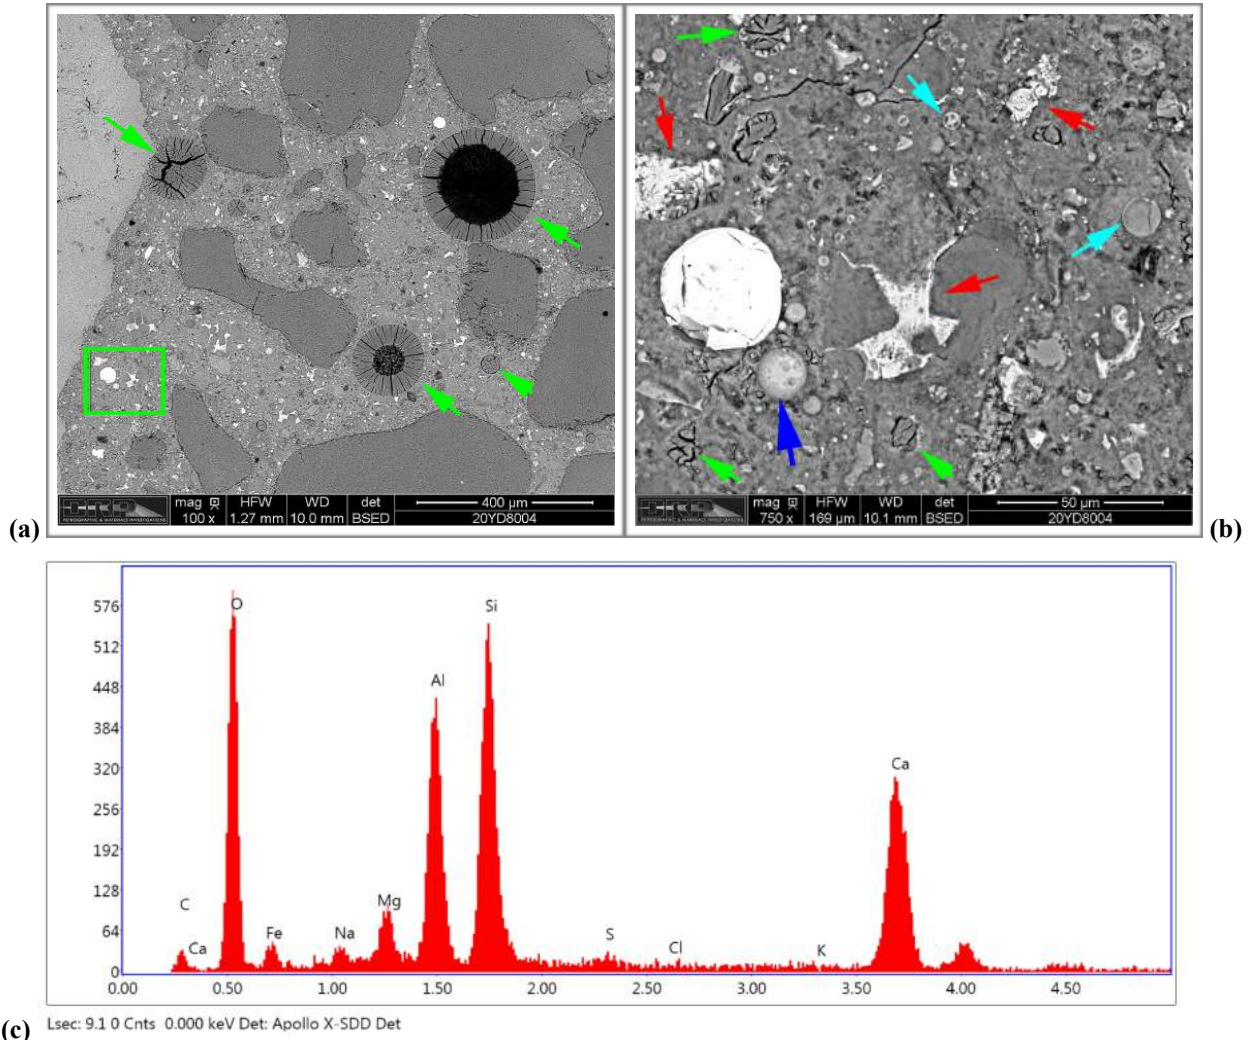 mag HFW WD det 400 µm
100 x 1.27 mm 10.0 mm BSED 20YD8004
mag HFW WD det 50 µm
750 x 169 µm 10.1 mm BSED 20YD8004
(a)
(b)
576
512
448
384
320
256
192
128
64
0
C
Ca
O
Fe
Na
Mg
Al
Si
S
Cl
K
Ca
0.00 0.50 1.00 1.50 2.00 2.50 3.00 3.50 4.00 4.50
(c)
Lsec: 9.1 0 Cnts 0.000 keV Det: Apollo X-SDD Det